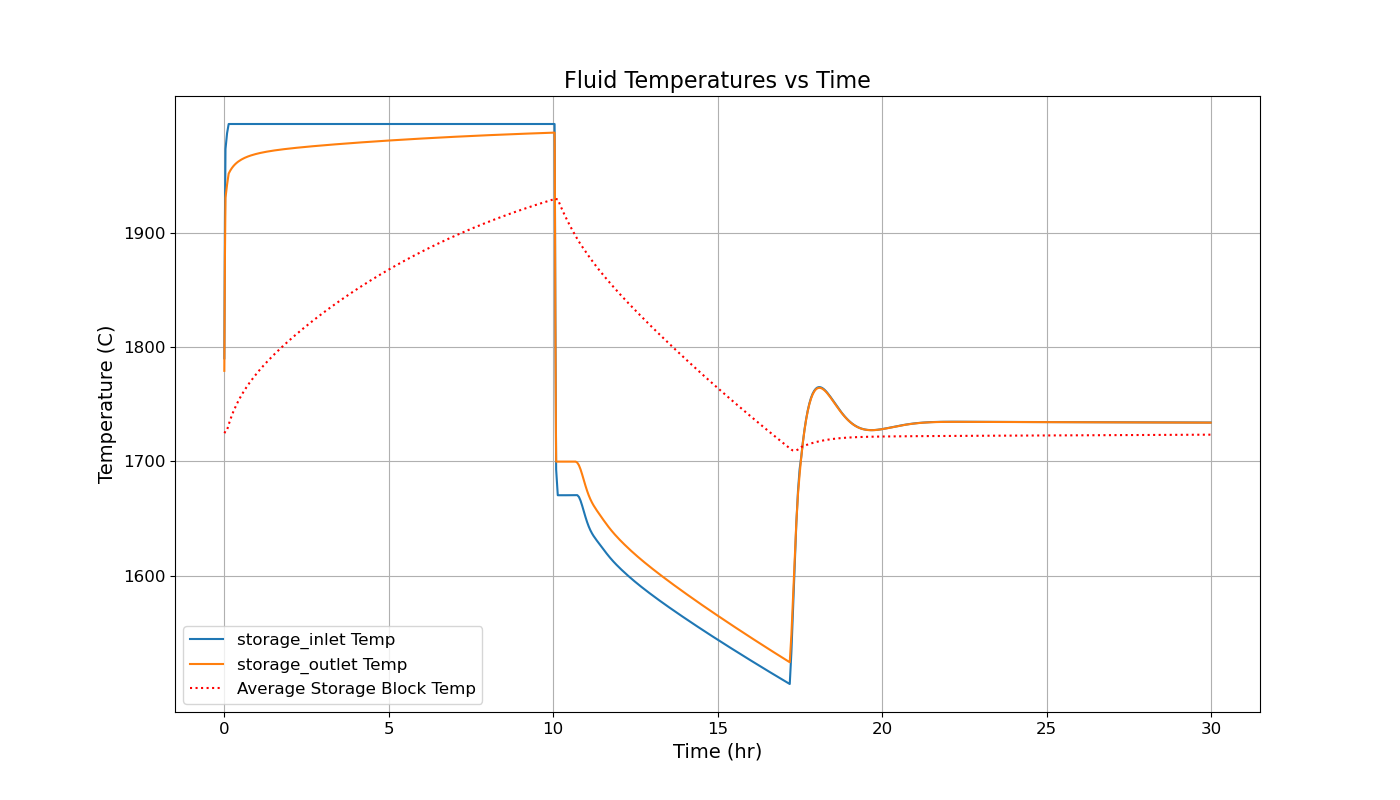 Fluid Temperatures vs Time
Temperature (C)
1900
1800
1700
1600
storage_inlet Temp
storage_outlet Temp
Average Storage Block Temp
0 5 10 15 20 25 30
Time (hr)